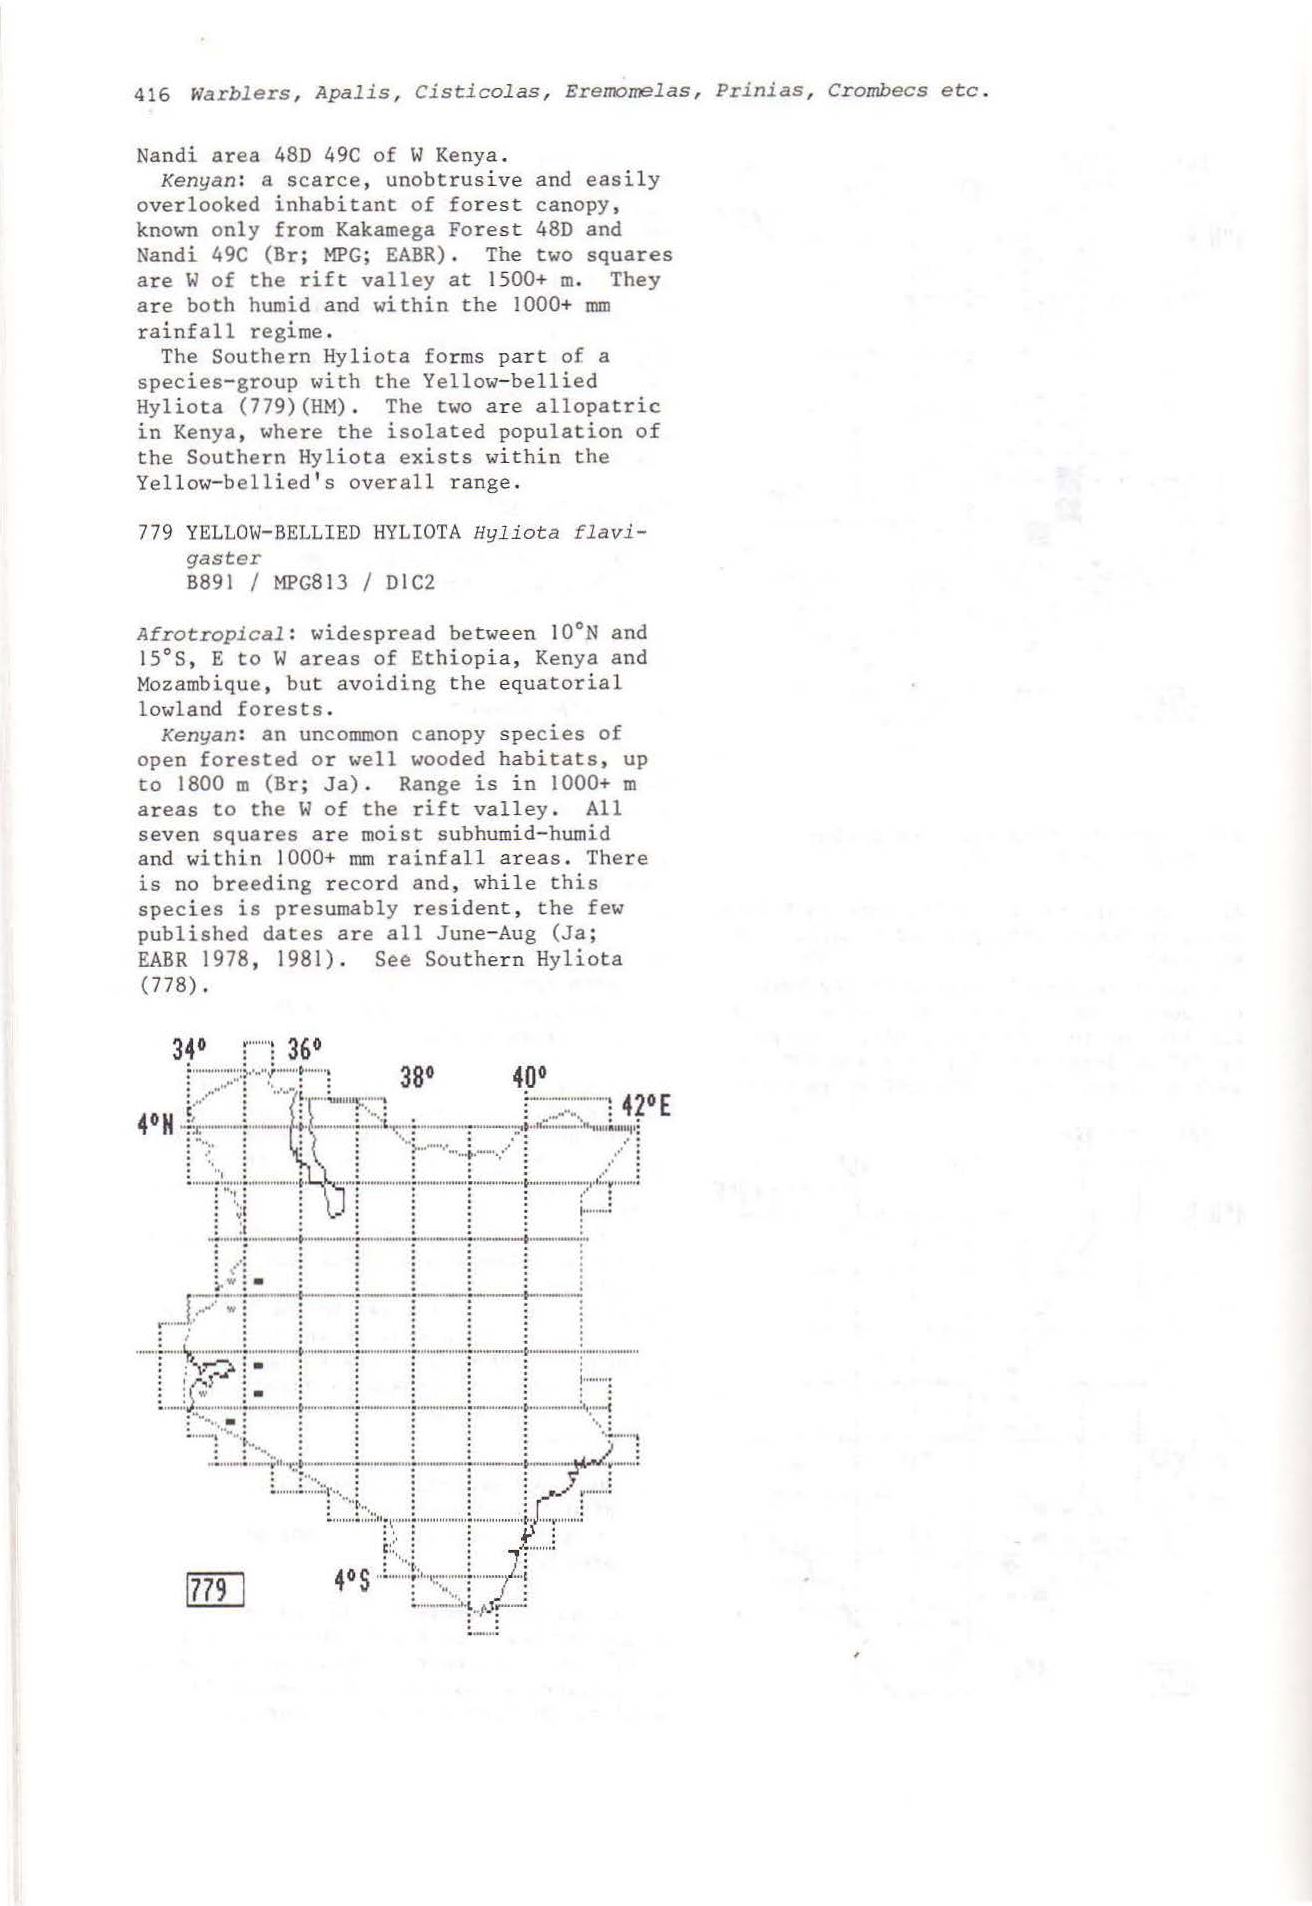 416 Warblers, Apalis, Cisticolas, Eremomelas, Prinias, Crombecs etc.
Nandi area 48D 49C of W Kenya.
Kenyan: a scarce, unobtrusive and easily
overlooked inhabitant of forest canopy,
known only from Kakamega Forest 48D and
Nandi 49C (Br; MPG; EABR). The two squares
are W of the rift valley at 1500+ m. They
are both humid and within the 1000+ mm
rainfall regime.
The Southern Hyliota forms part of a
species-group with the Yellow-bellied
Hyliota (779)(HM). The two are allopatric
in Kenya, where the isolated population of
the Southern Hyliota exists within the
Yellow-bellied's overall range.
779 YELLOW-BELLIED HYLIOTA Hyliota flavi-
gaster
B891 / MPG813 / D1C2
Afrotropical: widespread between 10°N and
15°S, E to W areas of Ethiopia, Kenya and
Mozambique, but avoiding the equatorial
lowland forests.
Kenyan: an uncommon canopy species of
open forested or well wooded habitats, up
to 1800 m (Br; Ja). Range is in 1000+ m
areas to the W of the rift valley. All
seven squares are moist subhumid-humid
and within 1000+ mm rainfall areas. There
is no breeding record and, while this
species is presumably resident, the few
published dates are all June-Aug (Ja;
EABR 1978, 1981). See Southern Hyliota
(778).
34° 36°
38° 40°
42°E
4°N
w
w
w
4°S
779